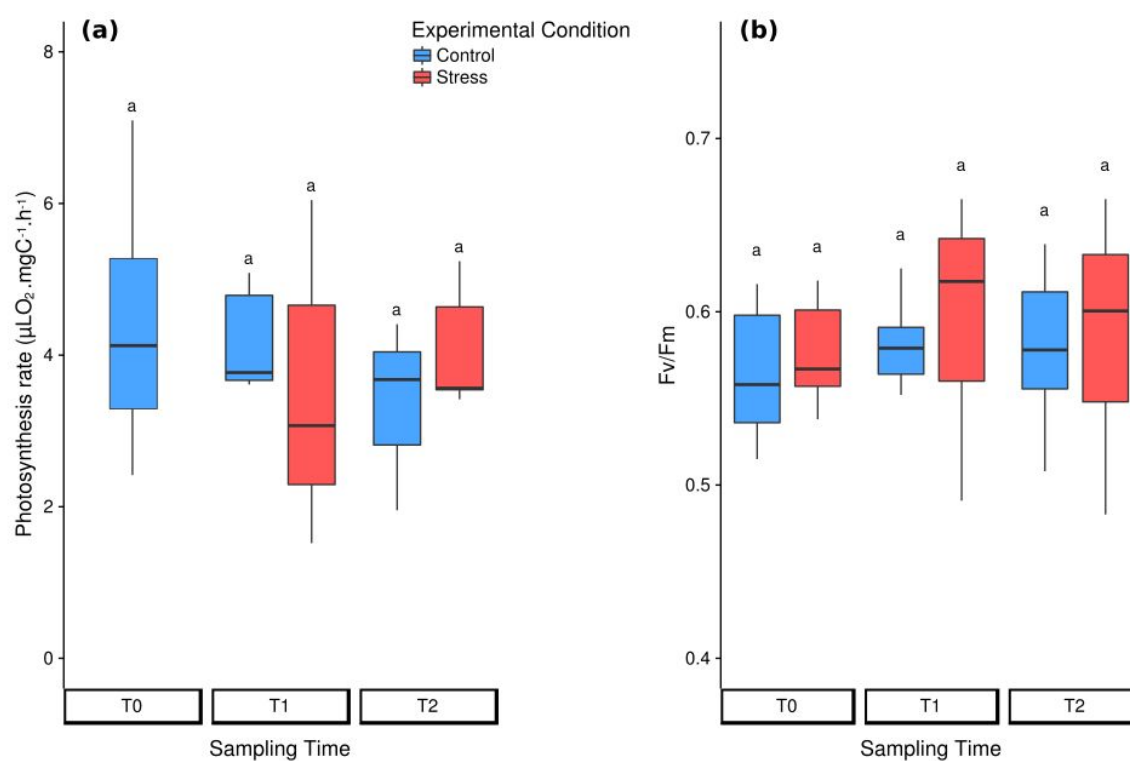 (a)
Experimental Condition
Control
Stress
Photosynthesis rate (µLO₂.mgC⁻¹.h⁻¹)
8
6
4
2
0
a
a
a
a
a
T0
T1
T2
Sampling Time
(b)
Fv/Fm
0.7
0.6
0.5
0.4
a
a
a
a
a
a
T0
T1
T2
Sampling Time